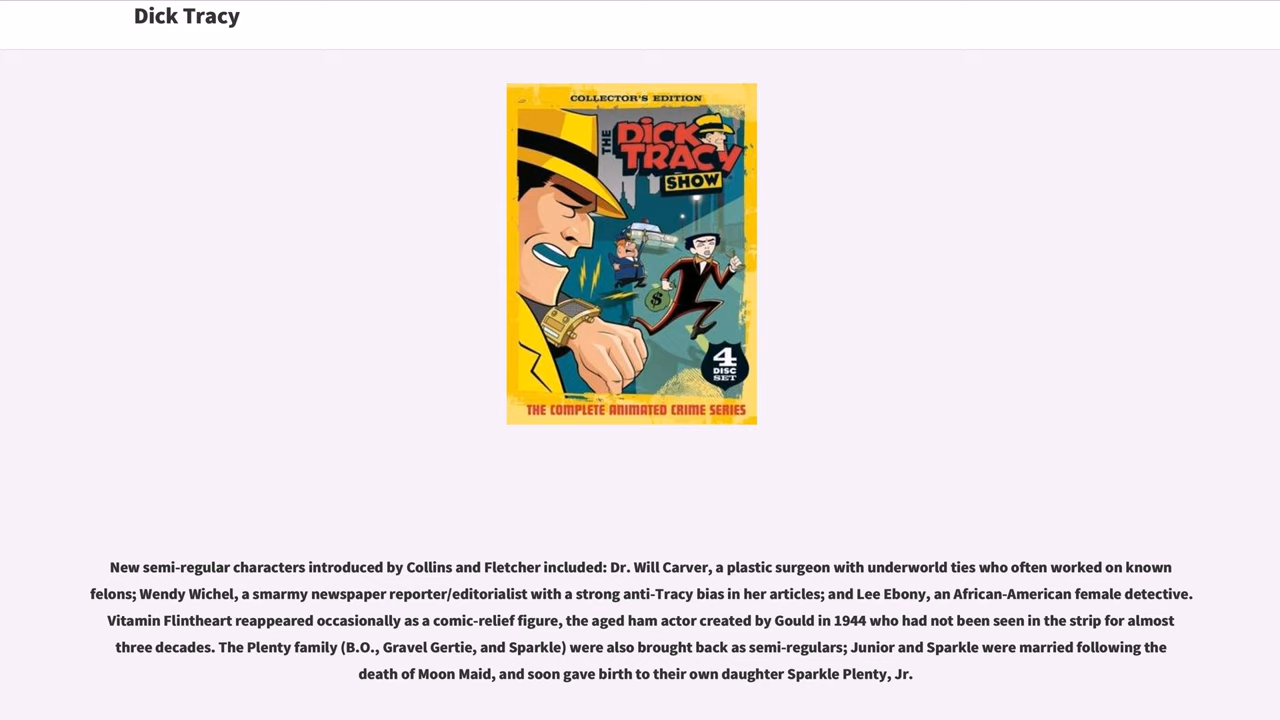 Dick Tracy
COLLECTOR'S EDITION
THE
DICK
TRACY
SHOW
$
4
DISC
SET
THE COMPLETE ANIMATED CRIME SERIES
New semi-regular characters introduced by Collins and Fletcher included: Dr. Will Carver, a plastic surgeon with underworld ties who often worked on known
felons; Wendy Wichel, a smarmy newspaper reporter/editorialist with a strong anti-Tracy bias in her articles; and Lee Ebony, an African-American female detective.
Vitamin Flintheart reappeared occasionally as a comic-relief figure, the aged ham actor created by Gould in 1944 who had not been seen in the strip for almost
three decades. The Plenty family (B.O., Gravel Gertie, and Sparkle) were also brought back as semi-regulars; Junior and Sparkle were married following the
death of Moon Maid, and soon gave birth to their own daughter Sparkle Plenty, Jr.